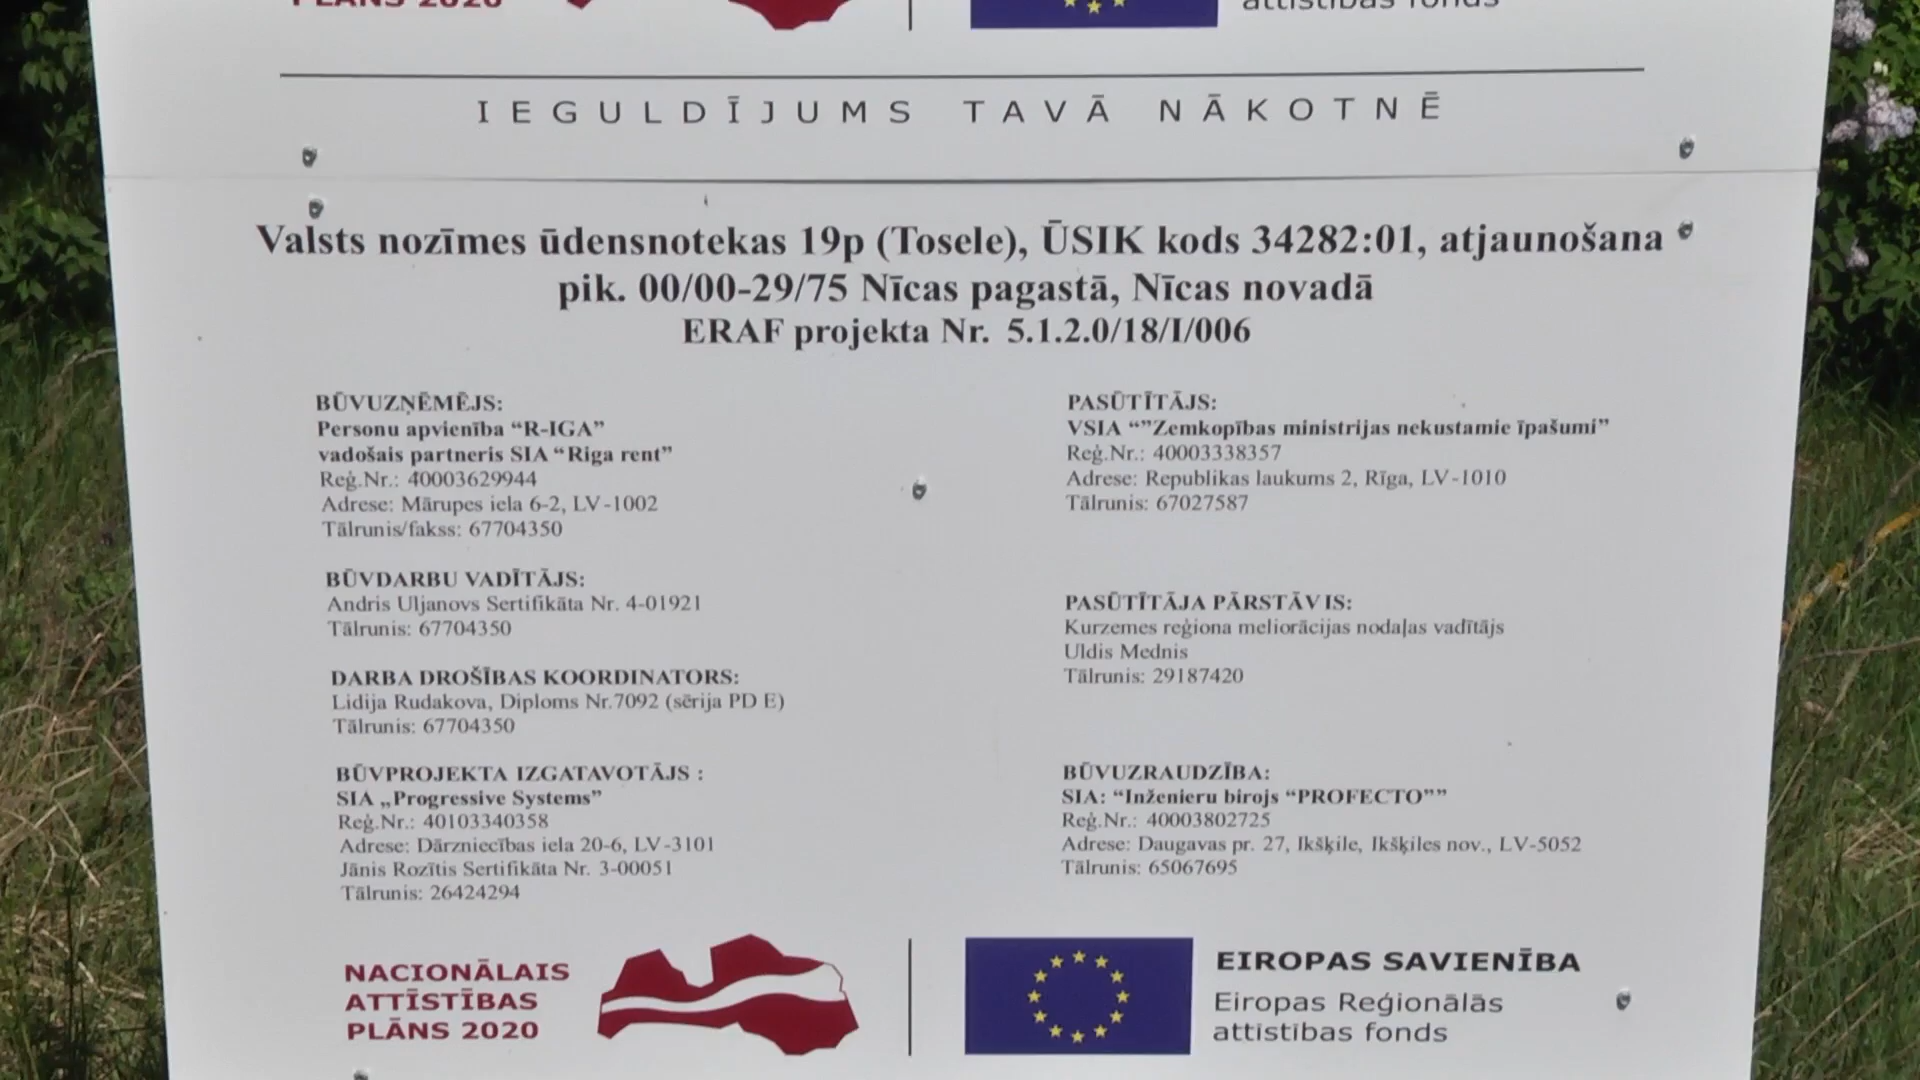 PLĀNS 2020
attīstības fonds
IEGULDĪJUMS TAVĀ NĀKOTNĒ
Valsts nozīmes ūdensnotekas 19p (Tosele), ŪSIK kods 34282:01, atjaunošana
pik. 00/00-29/75 Nīcas pagastā, Nīcas novadā
ERAF projekta Nr. 5.1.2.0/18/I/006
BŪVUZŅĒMĒJS:
Personu apvienība “R-IGA”
vadošais partneris SIA “Riga rent”
Reģ.Nr.: 40003629944
Adrese: Mārupes iela 6-2, LV-1002
Tālrunis/fakss: 67704350
BŪVDARBU VADĪTĀJS:
Andris Uljanovs Sertifikāta Nr. 4-01921
Tālrunis: 67704350
DARBA DROŠĪBAS KOORDINATORS:
Lidija Rudakova, Diploms Nr.7092 (sērija PD E)
Tālrunis: 67704350
BŪVPROJEKTA IZGATAVOTĀJS :
SIA „Progressive Systems”
Reģ.Nr.: 40103340358
Adrese: Dārzniecības iela 20-6, LV-3101
Jānis Rozītis Sertifikāta Nr. 3-00051
Tālrunis: 26424294
PASŪTĪTĀJS:
VSIA “”Zemkopības ministrijas nekustamie īpašumi”
Reģ.Nr.: 40003338357
Adrese: Republikas laukums 2, Rīga, LV-1010
Tālrunis: 67027587
PASŪTĪTĀJA PĀRSTĀVIS:
Kurzemes reģiona meliorācijas nodaļas vadītājs
Uldis Mednis
Tālrunis: 29187420
BŪVUZRAUDZĪBA:
SIA: “Inženieru birojs “PROFECTO””
Reģ.Nr.: 40003802725
Adrese: Daugavas pr. 27, Ikšķile, Ikšķiles nov., LV-5052
Tālrunis: 65067695
NACIONĀLAIS
ATTĪSTĪBAS
PLĀNS 2020
EIROPAS SAVIENĪBA
Eiropas Reģionālās
attīstības fonds